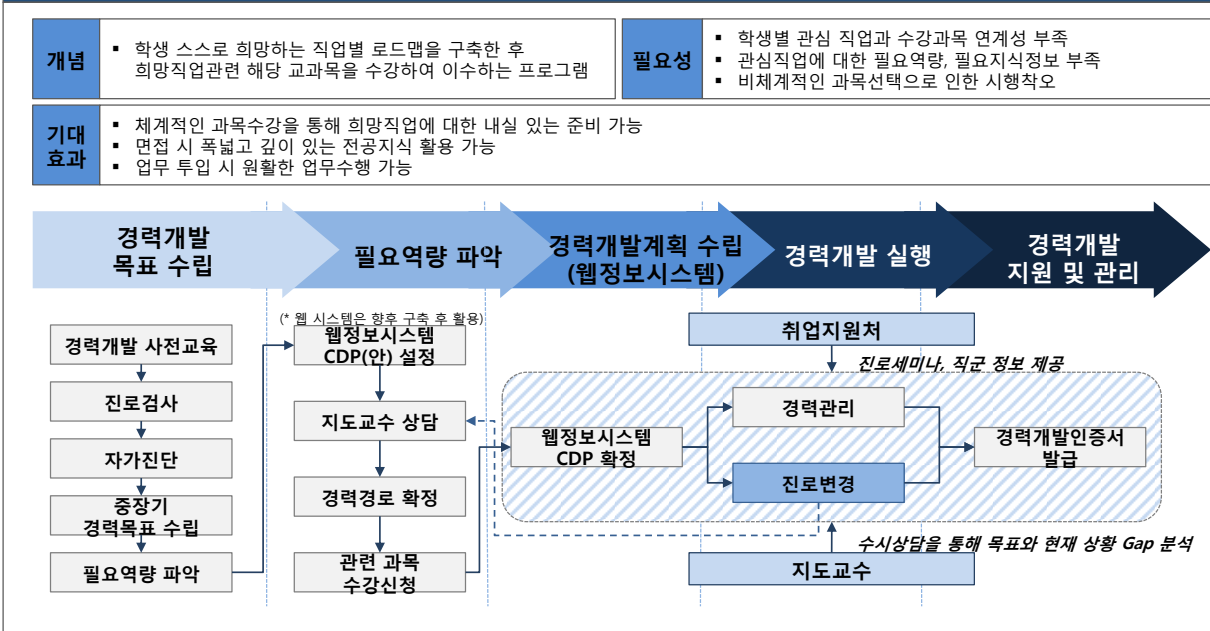 개념
▪ 학생 스스로 희망하는 직업별 로드맵을 구축한 후
희망직업관련 해당 교과목을 수강하여 이수하는 프로그램
필요성
▪ 학생별 관심 직업과 수강과목 연계성 부족
▪ 관심직업에 대한 필요역량, 필요지식정보 부족
▪ 비체계적인 과목선택으로 인한 시행착오
기대
효과
▪ 체계적인 과목수강을 통해 희망직업에 대한 내실 있는 준비 가능
▪ 면접 시 폭넓고 깊이 있는 전공지식 활용 가능
▪ 업무 투입 시 원활한 업무수행 가능
경력개발
목표 수립
필요역량 파악
경력개발계획 수립
(웹정보시스템)
경력개발 실행
경력개발
지원 및 관리
경력개발 사전교육
진로검사
자가진단
중장기
경력목표 수립
필요역량 파악
(* 웹 시스템은 향후 구축 후 활용)
웹정보시스템
CDP(안) 설정
지도교수 상담
경력경로 확정
관련 과목
수강신청
취업지원처
진로세미나, 직군 정보 제공
웹정보시스템
CDP 확정
경력관리
진로변경
경력개발인증서
발급
수시상담을 통해 목표와 현재 상황 Gap 분석
지도교수